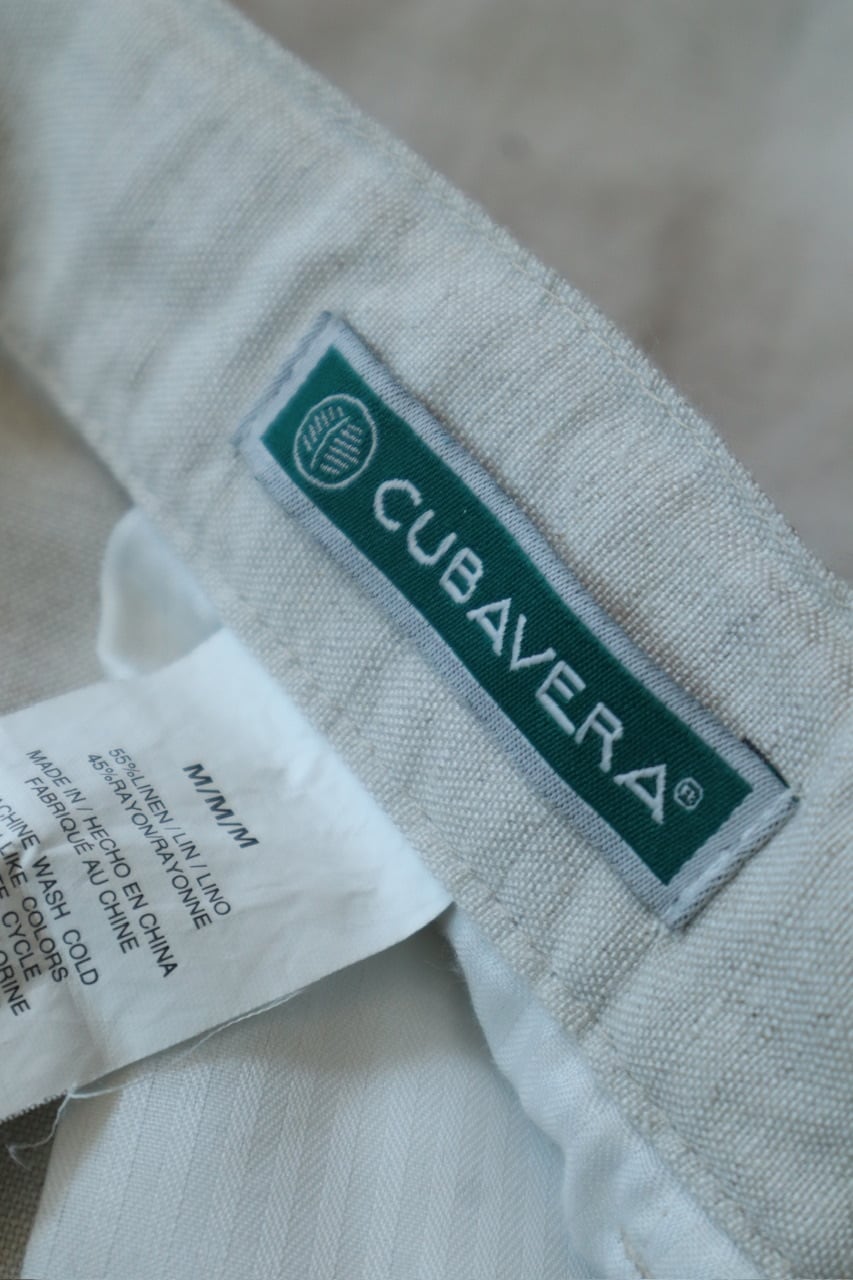 CUBAVERA®
M/M/M
55%LINEN / LIN / LINO
45%RAYON/RAYONNE
MADE IN / HECHO EN CHINA
FABRIQUÉ AU CHINE
WASH COLD
LIKE COLORS
CYCLE